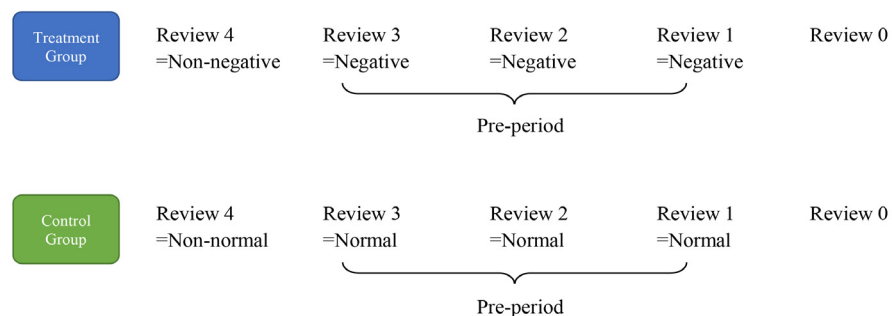 Treatment
Group
Review 4
=Non-negative
Review 3
=Negative
Review 2
=Negative
Review 1
=Negative
Review 0
Pre-period
Control
Group
Review 4
=Non-normal
Review 3
=Normal
Review 2
=Normal
Review 1
=Normal
Review 0
Pre-period